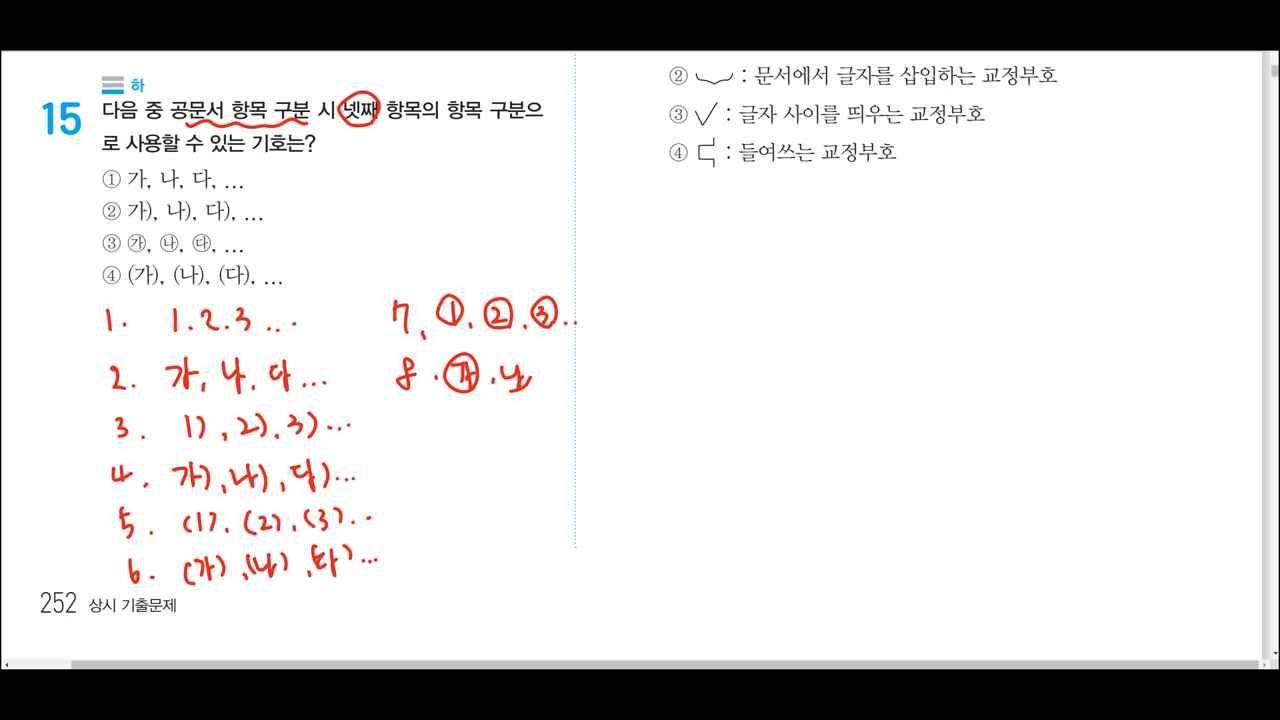 하
15 다음 중 공문서 항목 구분 시 넷째 항목의 항목 구분으
로 사용할 수 있는 기호는?
① 가, 나, 다, …
② 가), 나), 다), …
③ ㉮, ㉯, ㉰, …
④ (가), (나), (다), …
1. 1. 2. 3 ...
2. 가, 나, 다 ...
3. 1), 2), 3) ...
4. 가), 나), 다) ...
5. (1), (2), (3) ...
6. (가), (나), (다) ...
7, ①, ②, ③ ...
8. ㉮, 나
252 상시 기출문제
② ︶ : 문서에서 글자를 삽입하는 교정부호
③ ✓ : 글자 사이를 띄우는 교정부호
④ ㄷ : 들여쓰는 교정부호